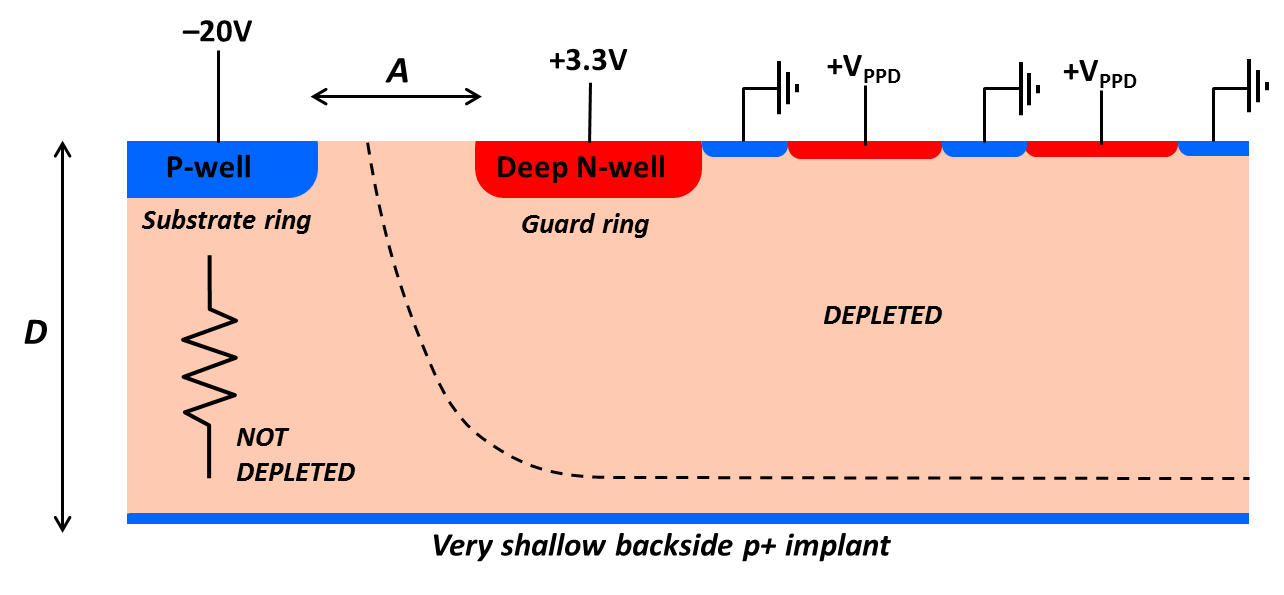 –20V
A
+3.3V
+VPPD
+VPPD
P-well
Deep N-well
Substrate ring
Guard ring
DEPLETED
D
NOT
DEPLETED
Very shallow backside p+ implant